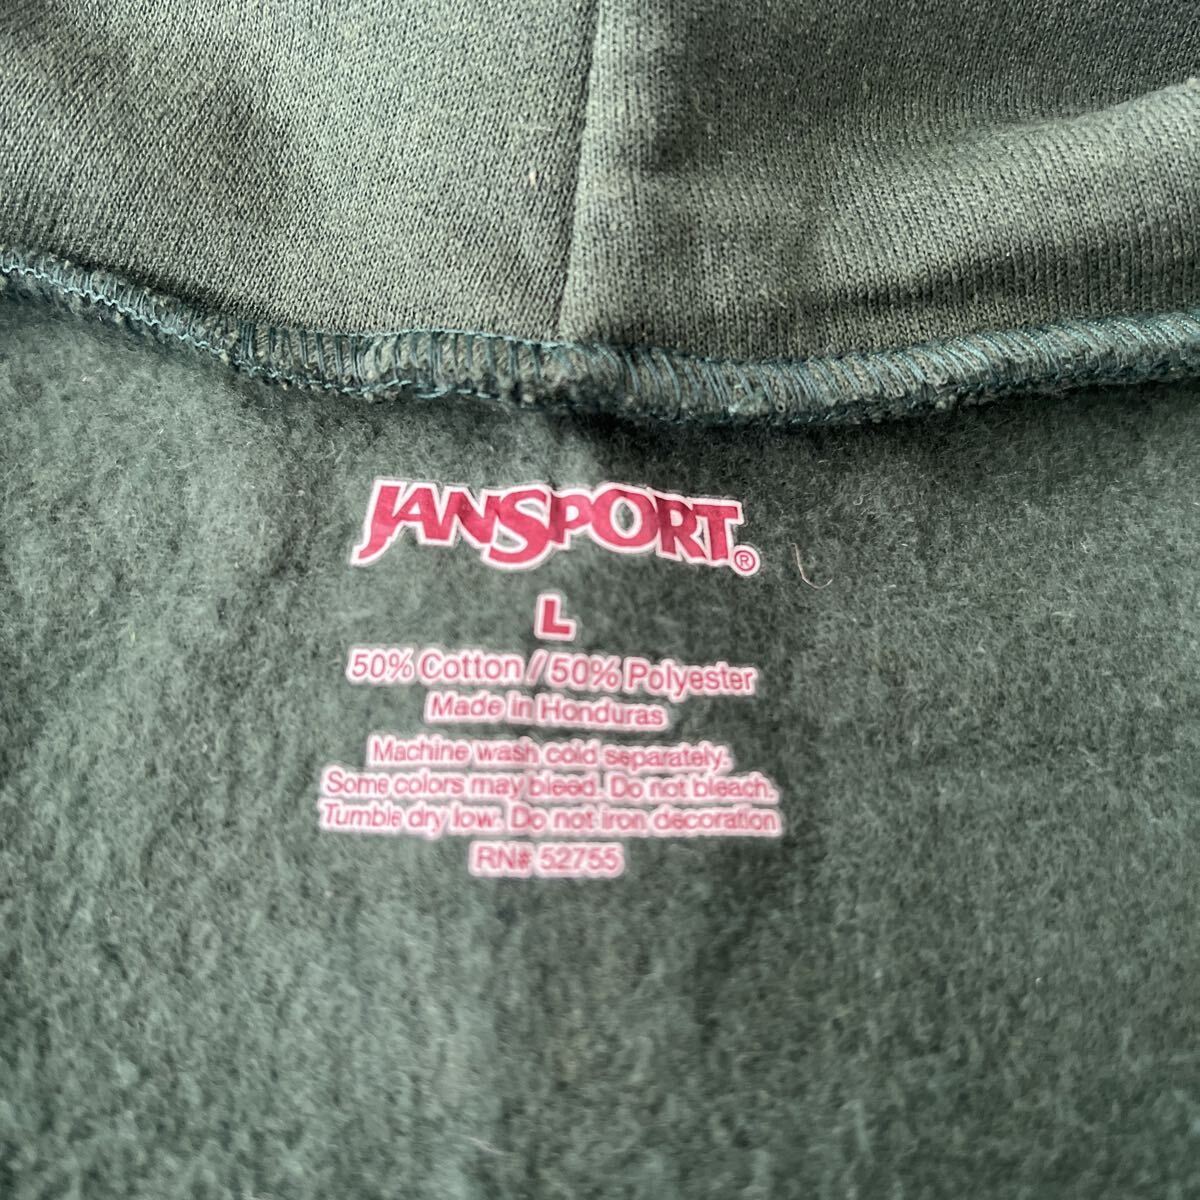 JANSPORT®
L
50% Cotton / 50% Polyester
Made in Honduras
Machine wash cold separately.
Some colors may bleed. Do not bleach.
Tumble dry low. Do not iron decoration
RN# 52755